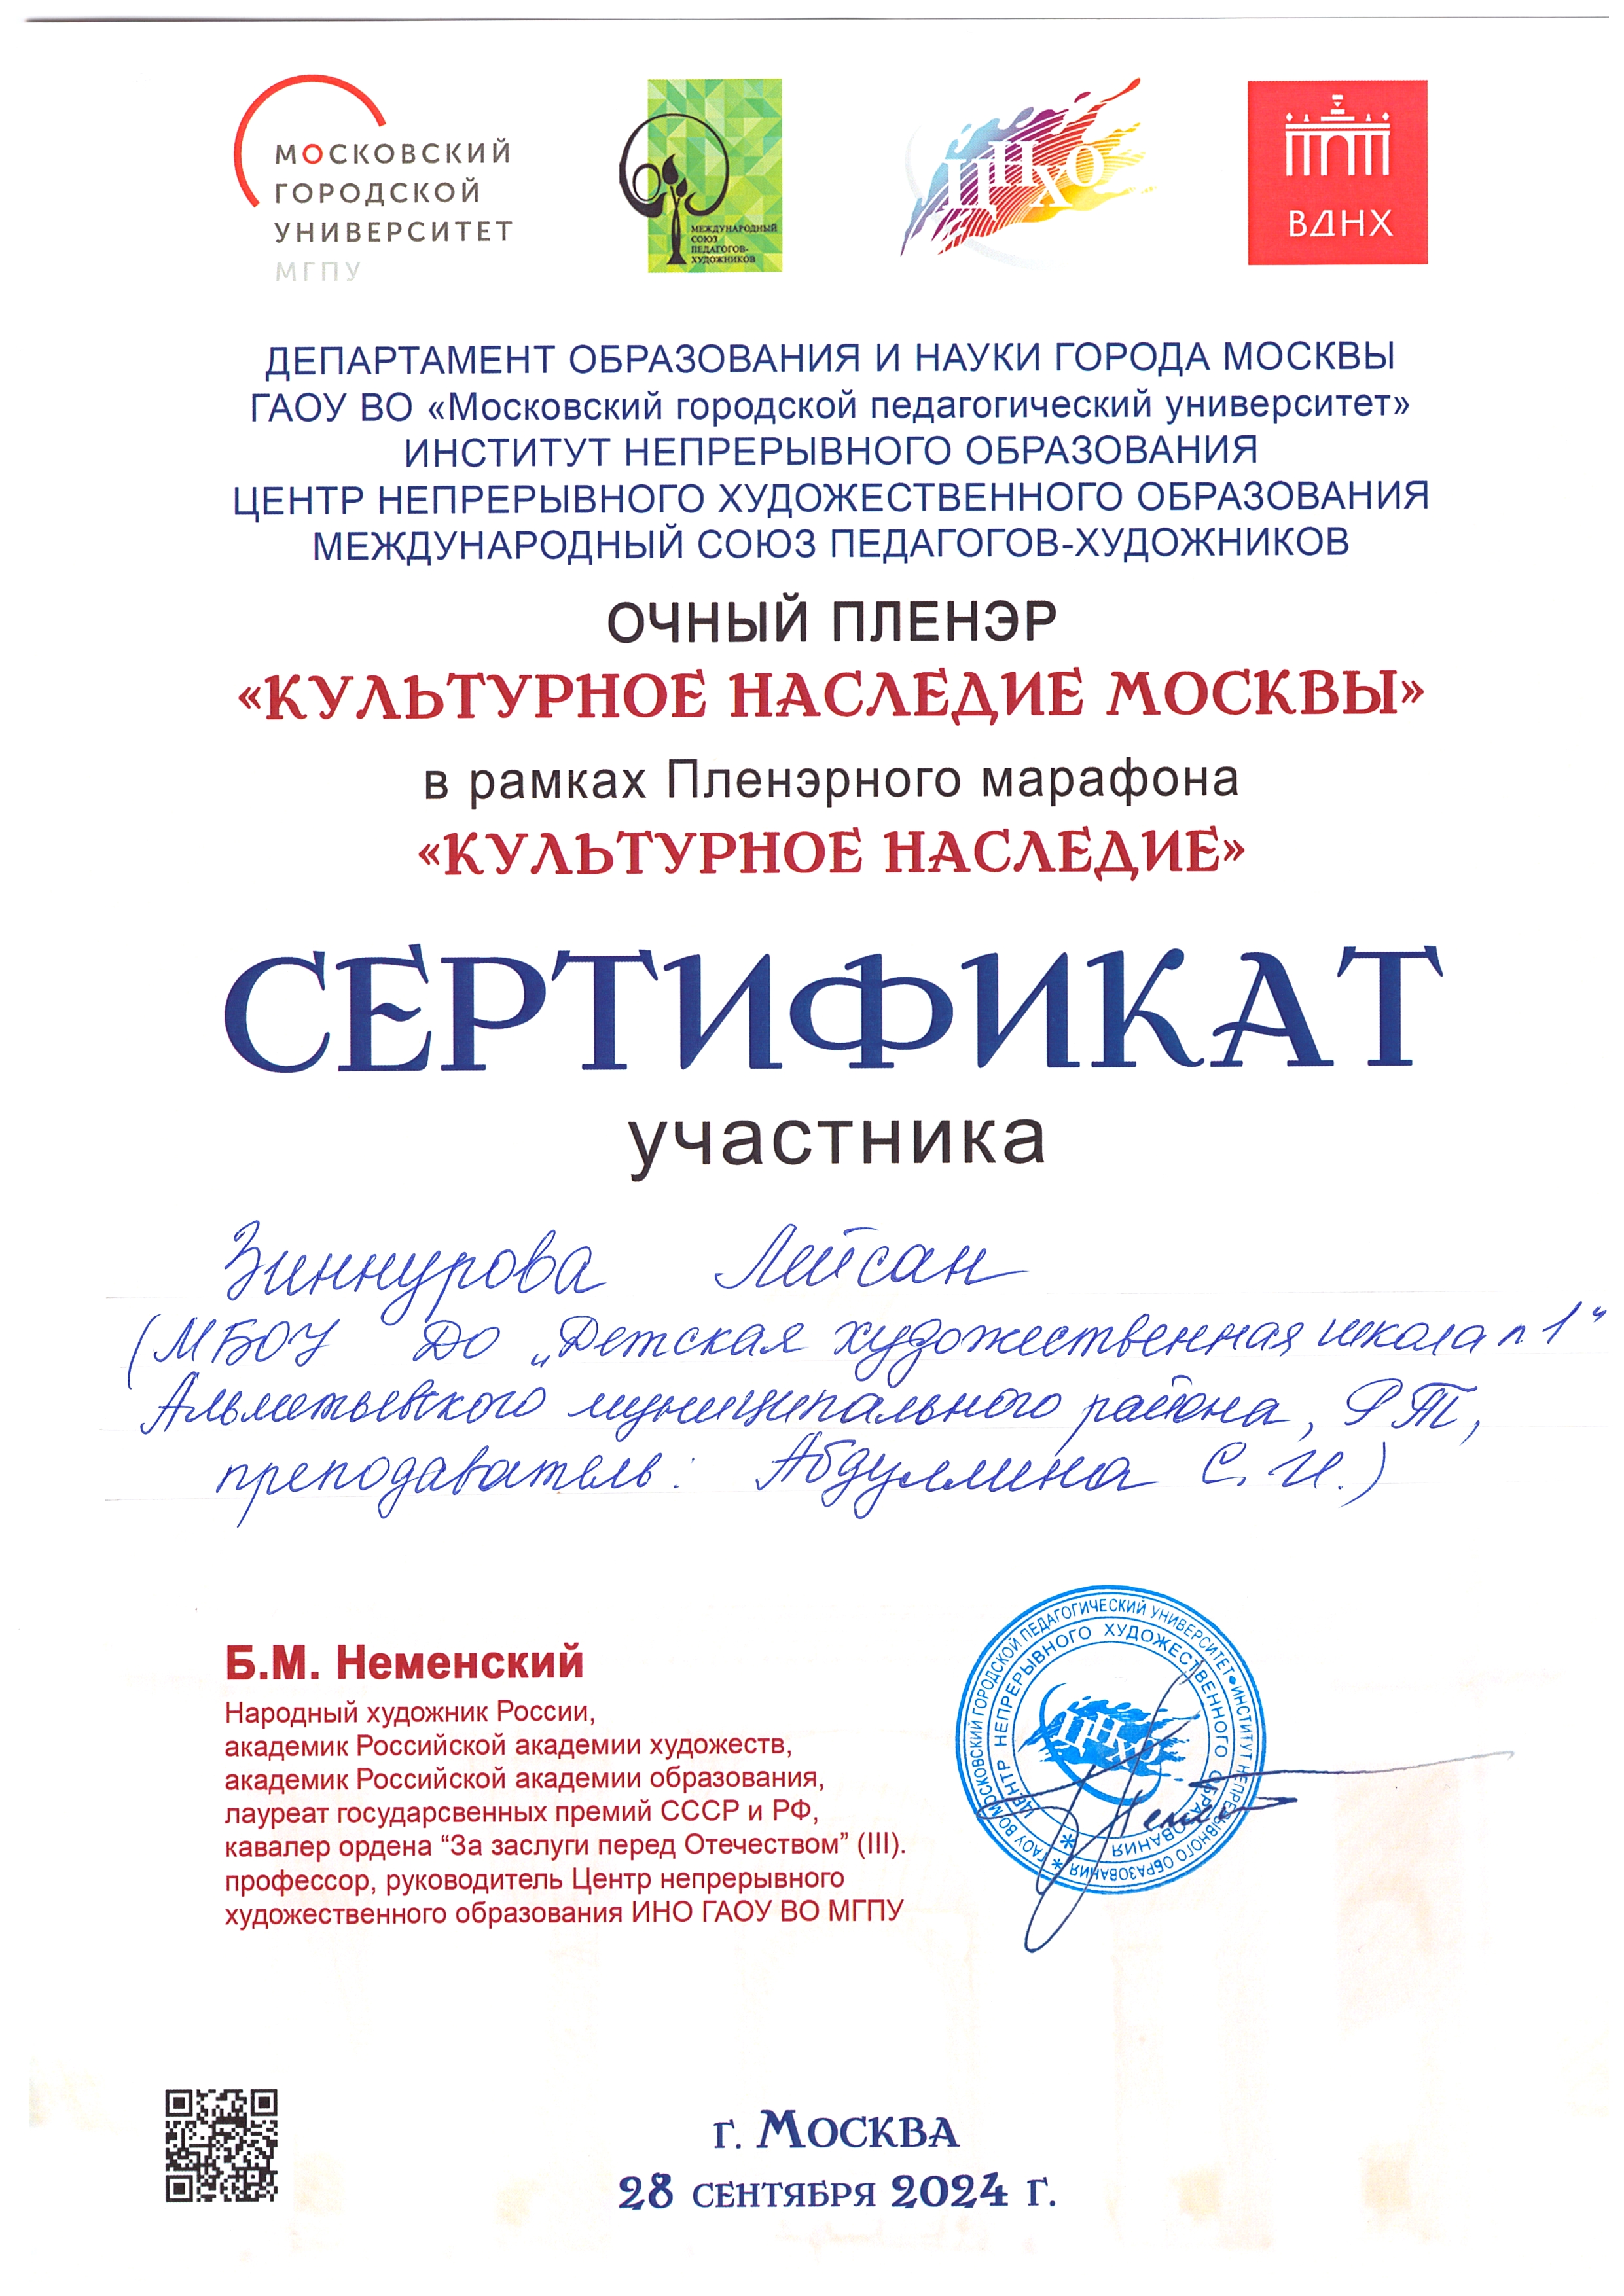 МОСКОВСКИЙ
ГОРОДСКОЙ
УНИВЕРСИТЕТ
МГПУ
МЕЖДУНАРОДНЫЙ
СОЮЗ
ПЕДАГОГОВ-
ХУДОЖНИКОВ
ЦНХО
ВДНХ
ДЕПАРТАМЕНТ ОБРАЗОВАНИЯ И НАУКИ ГОРОДА МОСКВЫ
ГАОУ ВО «Московский городской педагогический университет»
ИНСТИТУТ НЕПРЕРЫВНОГО ОБРАЗОВАНИЯ
ЦЕНТР НЕПРЕРЫВНОГО ХУДОЖЕСТВЕННОГО ОБРАЗОВАНИЯ
МЕЖДУНАРОДНЫЙ СОЮЗ ПЕДАГОГОВ-ХУДОЖНИКОВ
ОЧНЫЙ ПЛЕНЭР
«КУЛЬТУРНОЕ НАСЛЕДИЕ МОСКВЫ»
в рамках Пленэрного марафона
«КУЛЬТУРНОЕ НАСЛЕДИЕ»
СЕРТИФИКАТ
участника
Зиннурова Лейсан
(МБОУ ДО „Детская художественная школа n 1"
Альметьевского муниципального района, РТ,
преподаватель: Абдуллина С. И.)
Б.М. Неменский
Народный художник России,
академик Российской академии художеств,
академик Российской академии образования,
лауреат государсвенных премий СССР и РФ,
кавалер ордена “За заслуги перед Отечеством” (III).
профессор, руководитель Центр непрерывного
художественного образования ИНО ГАОУ ВО МГПУ
ГАОУ ВО МОСКОВСКИЙ ГОРОДСКОЙ ПЕДАГОГИЧЕСКИЙ УНИВЕРСИТЕТ • ИНСТИТУТ НЕПРЕРЫВНОГО ОБРАЗОВАНИЯ *
ЦЕНТР НЕПРЕРЫВНОГО ХУДОЖЕСТВЕННОГО ОБРАЗОВАНИЯ *
ЦНХО
г. МОСКВА
28 СЕНТЯБРЯ 2024 Г.